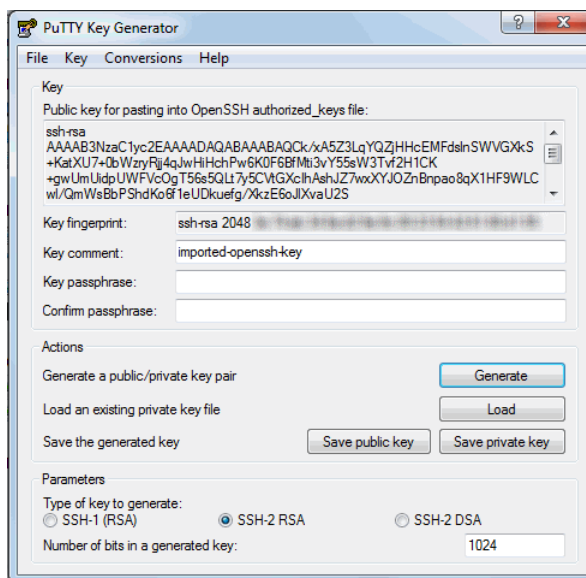 PuTTY Key Generator
File Key Conversions Help
Key
Public key for pasting into OpenSSH authorized_keys file:
ssh-rsa
AAAAB3NzaC1yc2EAAAADAQABAAABAQCk/xA5Z3LqYQZjHHcEMFdslnSWVGXkS
+KatXU7+0bWzryRjj4qJwHiHchPw6K0F6BfMti3vY55sW3Tvf2H1CK
+gwUmUidpUWFVcOgT56s5QLt7y5CVtGXclhAshJZ7wxXYJOZnBnpao8qX1HF9WLC
wI/QmWsBbPShdKo6f1eUDkuefg/XkzE6oJlXvaU2S
Key fingerprint: ssh-rsa 2048
Key comment: imported-openssh-key
Key passphrase:
Confirm passphrase:
Actions
Generate a public/private key pair Generate
Load an existing private key file Load
Save the generated key Save public key Save private key
Parameters
Type of key to generate:
SSH-1 (RSA) SSH-2 RSA SSH-2 DSA
Number of bits in a generated key: 1024